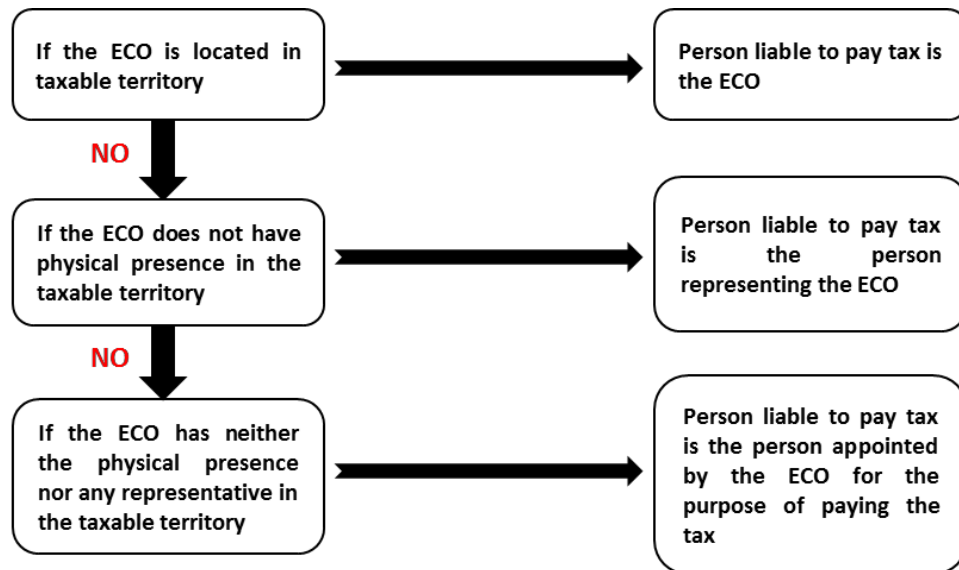 If the ECO is located in
taxable territory
Person liable to pay tax is
the ECO
NO
If the ECO does not have
physical presence in the
taxable territory
Person liable to pay tax
is the person
representing the ECO
NO
If the ECO has neither
the physical presence
nor any representative in
the taxable territory
Person liable to pay tax
is the person appointed
by the ECO for the
purpose of paying the
tax